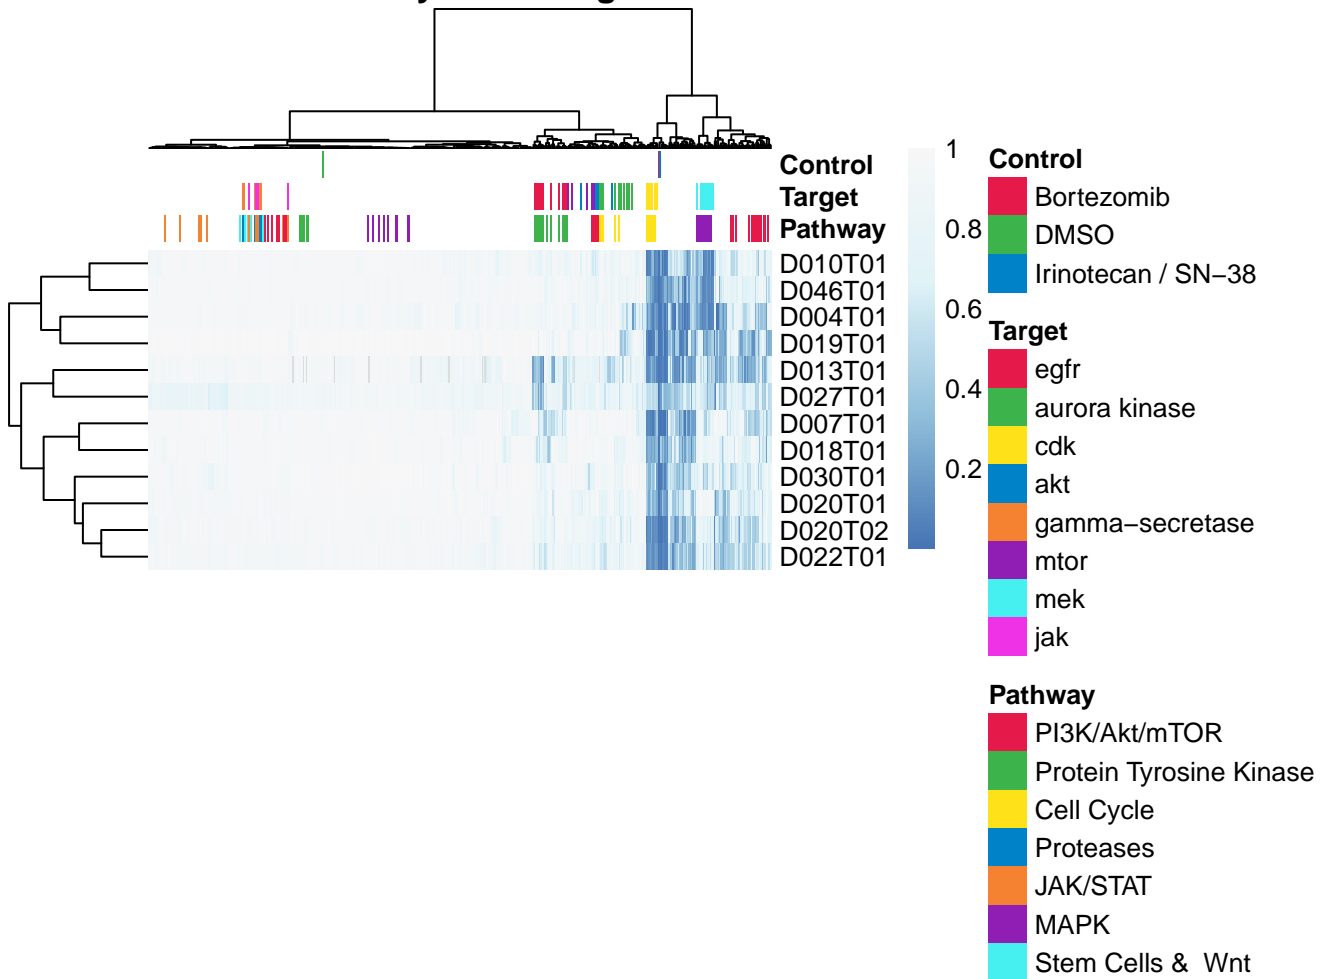 Control
Target
Pathway
D010T01
D046T01
D004T01
D019T01
D013T01
D027T01
D007T01
D018T01
D030T01
D020T01
D020T02
D022T01
1
0.8
0.6
0.4
0.2
Control
Bortezomib
DMSO
Irinotecan / SN−38
Target
egfr
aurora kinase
cdk
akt
gamma−secretase
mtor
mek
jak
Pathway
PI3K/Akt/mTOR
Protein Tyrosine Kinase
Cell Cycle
Proteases
JAK/STAT
MAPK
Stem Cells &  Wnt